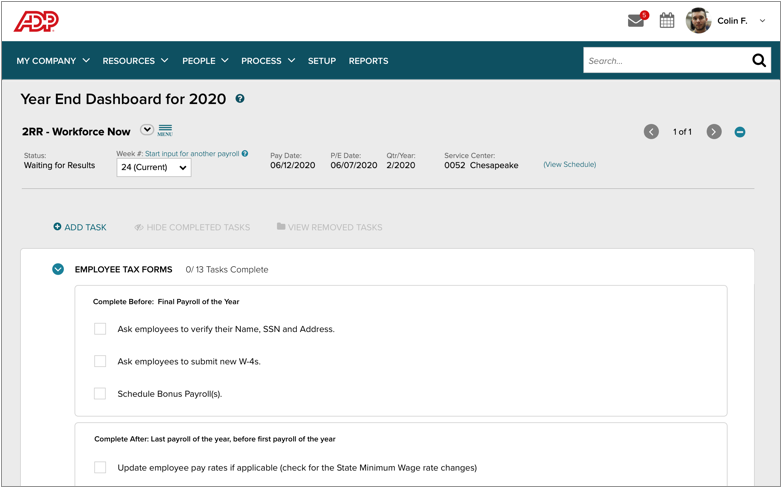 ADP
5
Colin F.
MY COMPANY RESOURCES PEOPLE PROCESS SETUP REPORTS
Search...
Year End Dashboard for 2020 ?
2RR - Workforce Now MENU 1 of 1
Status: Week #: Start input for another payroll ? Pay Date: P/E Date: Qtr/Year: Service Center:
Waiting for Results 24 (Current) 06/12/2020 06/07/2020 2/2020 0052 Chesapeake (View Schedule)
ADD TASK HIDE COMPLETED TASKS VIEW REMOVED TASKS
EMPLOYEE TAX FORMS 0/ 13 Tasks Complete
Complete Before: Final Payroll of the Year
Ask employees to verify their Name, SSN and Address.
Ask employees to submit new W-4s.
Schedule Bonus Payroll(s).
Complete After: Last payroll of the year, before first payroll of the year
Update employee pay rates if applicable (check for the State Minimum Wage rate changes)